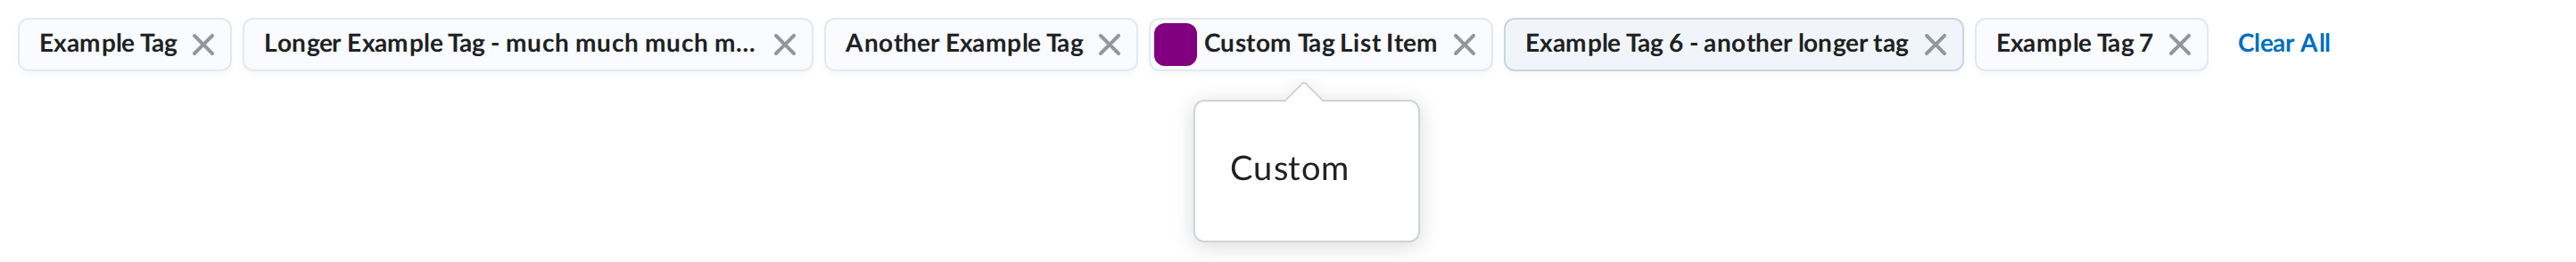 Example Tag
Longer Example Tag - much much much m...
Another Example Tag
Custom Tag List Item
Example Tag 6 - another longer tag
Example Tag 7
Clear All
Custom